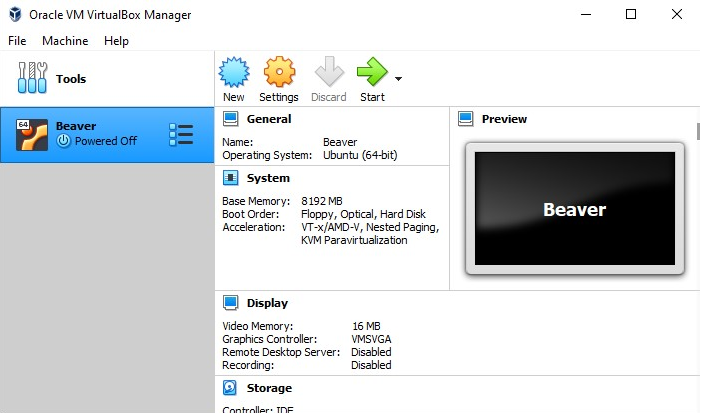 Oracle VM VirtualBox Manager
File Machine Help
Tools
New Settings Discard Start
64
Beaver
Powered Off
General
Name: Beaver
Operating System: Ubuntu (64-bit)
System
Base Memory: 8192 MB
Boot Order: Floppy, Optical, Hard Disk
Acceleration: VT-x/AMD-V, Nested Paging,
KVM Paravirtualization
Preview
Beaver
Display
Video Memory: 16 MB
Graphics Controller: VMSVGA
Remote Desktop Server: Disabled
Recording: Disabled
Storage
Controller: IDE